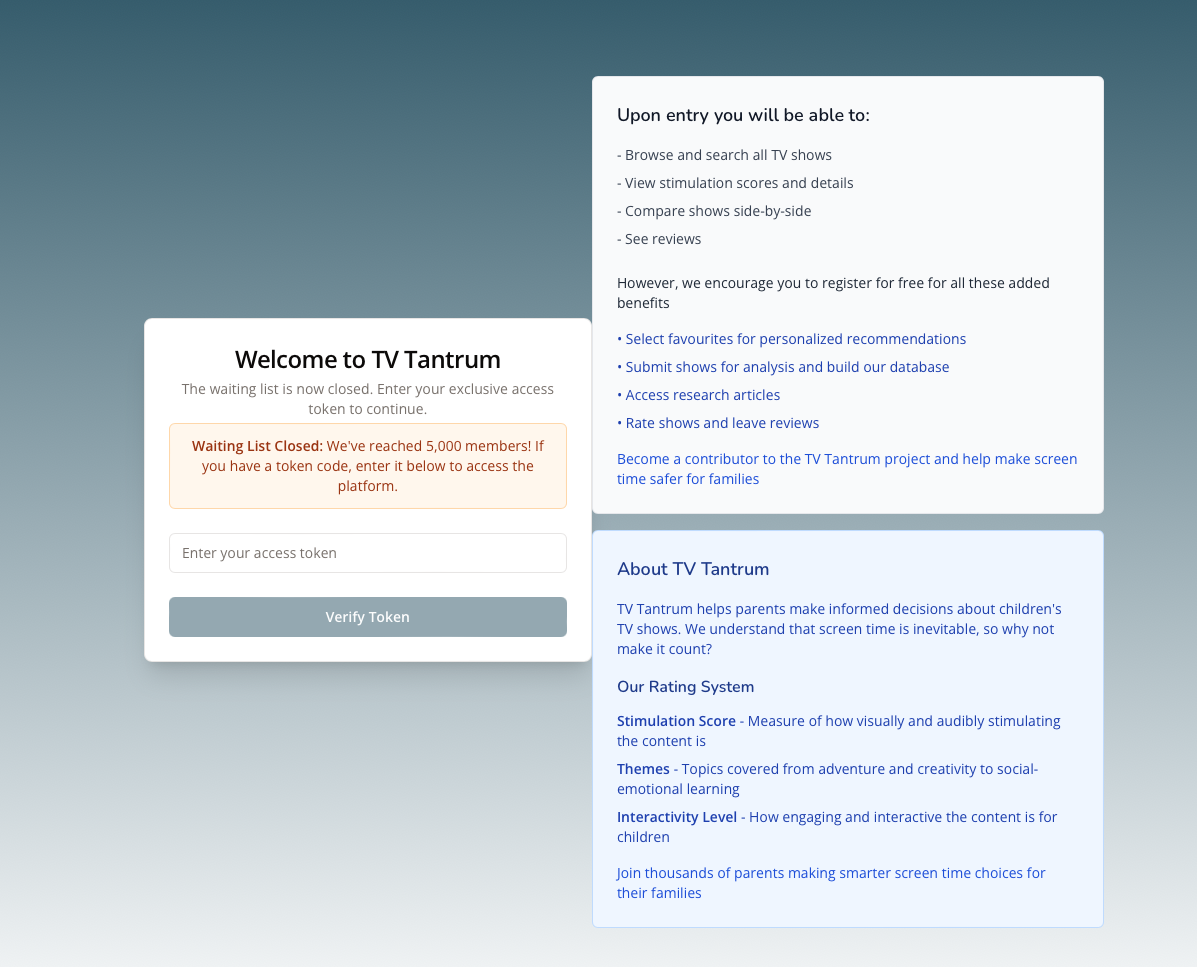 Welcome to TV Tantrum
The waiting list is now closed. Enter your exclusive access
token to continue.
Waiting List Closed: We've reached 5,000 members! If
you have a token code, enter it below to access the
platform.
Enter your access token
Verify Token
Upon entry you will be able to:
- Browse and search all TV shows
- View stimulation scores and details
- Compare shows side-by-side
- See reviews
However, we encourage you to register for free for all these added
benefits
• Select favourites for personalized recommendations
• Submit shows for analysis and build our database
• Access research articles
• Rate shows and leave reviews
Become a contributor to the TV Tantrum project and help make screen
time safer for families
About TV Tantrum
TV Tantrum helps parents make informed decisions about children's
TV shows. We understand that screen time is inevitable, so why not
make it count?
Our Rating System
Stimulation Score - Measure of how visually and audibly stimulating
the content is
Themes - Topics covered from adventure and creativity to social-
emotional learning
Interactivity Level - How engaging and interactive the content is for
children
Join thousands of parents making smarter screen time choices for
their families